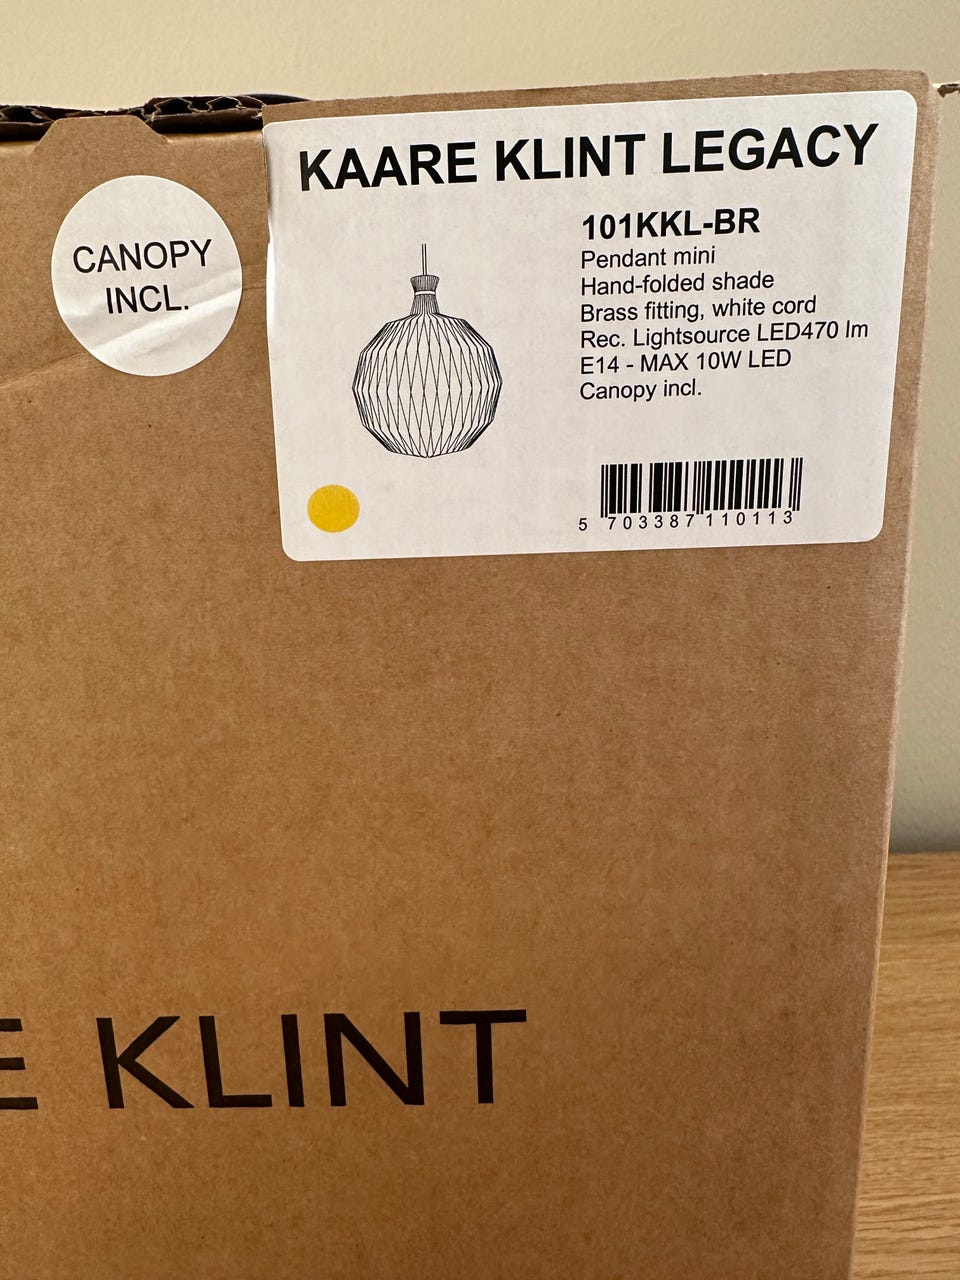 KAARE KLINT LEGACY
CANOPY
INCL.
101KKL-BR
Pendant mini
Hand-folded shade
Brass fitting, white cord
Rec. Lightsource LED470 lm
E14 - MAX 10W LED
Canopy incl.
5 703387 110113
E KLINT